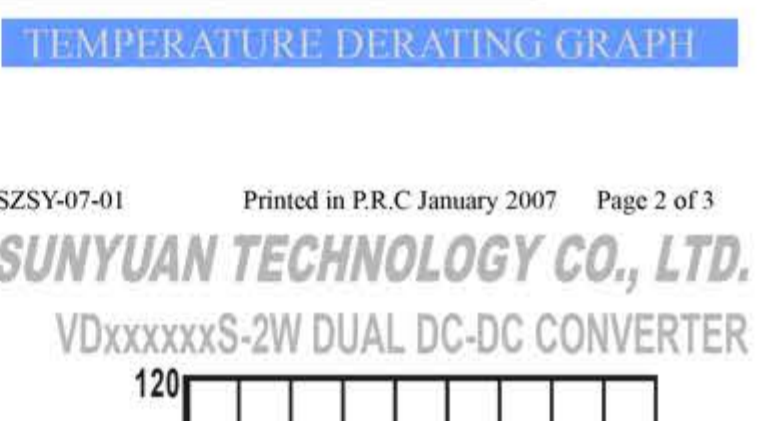 TEMPERATURE DERATING GRAPH
SZSY-07-01 Printed in P.R.C January 2007 Page 2 of 3
SUNYUAN TECHNOLOGY CO., LTD.
VDxxxxxxS-2W DUAL DC-DC CONVERTER
120